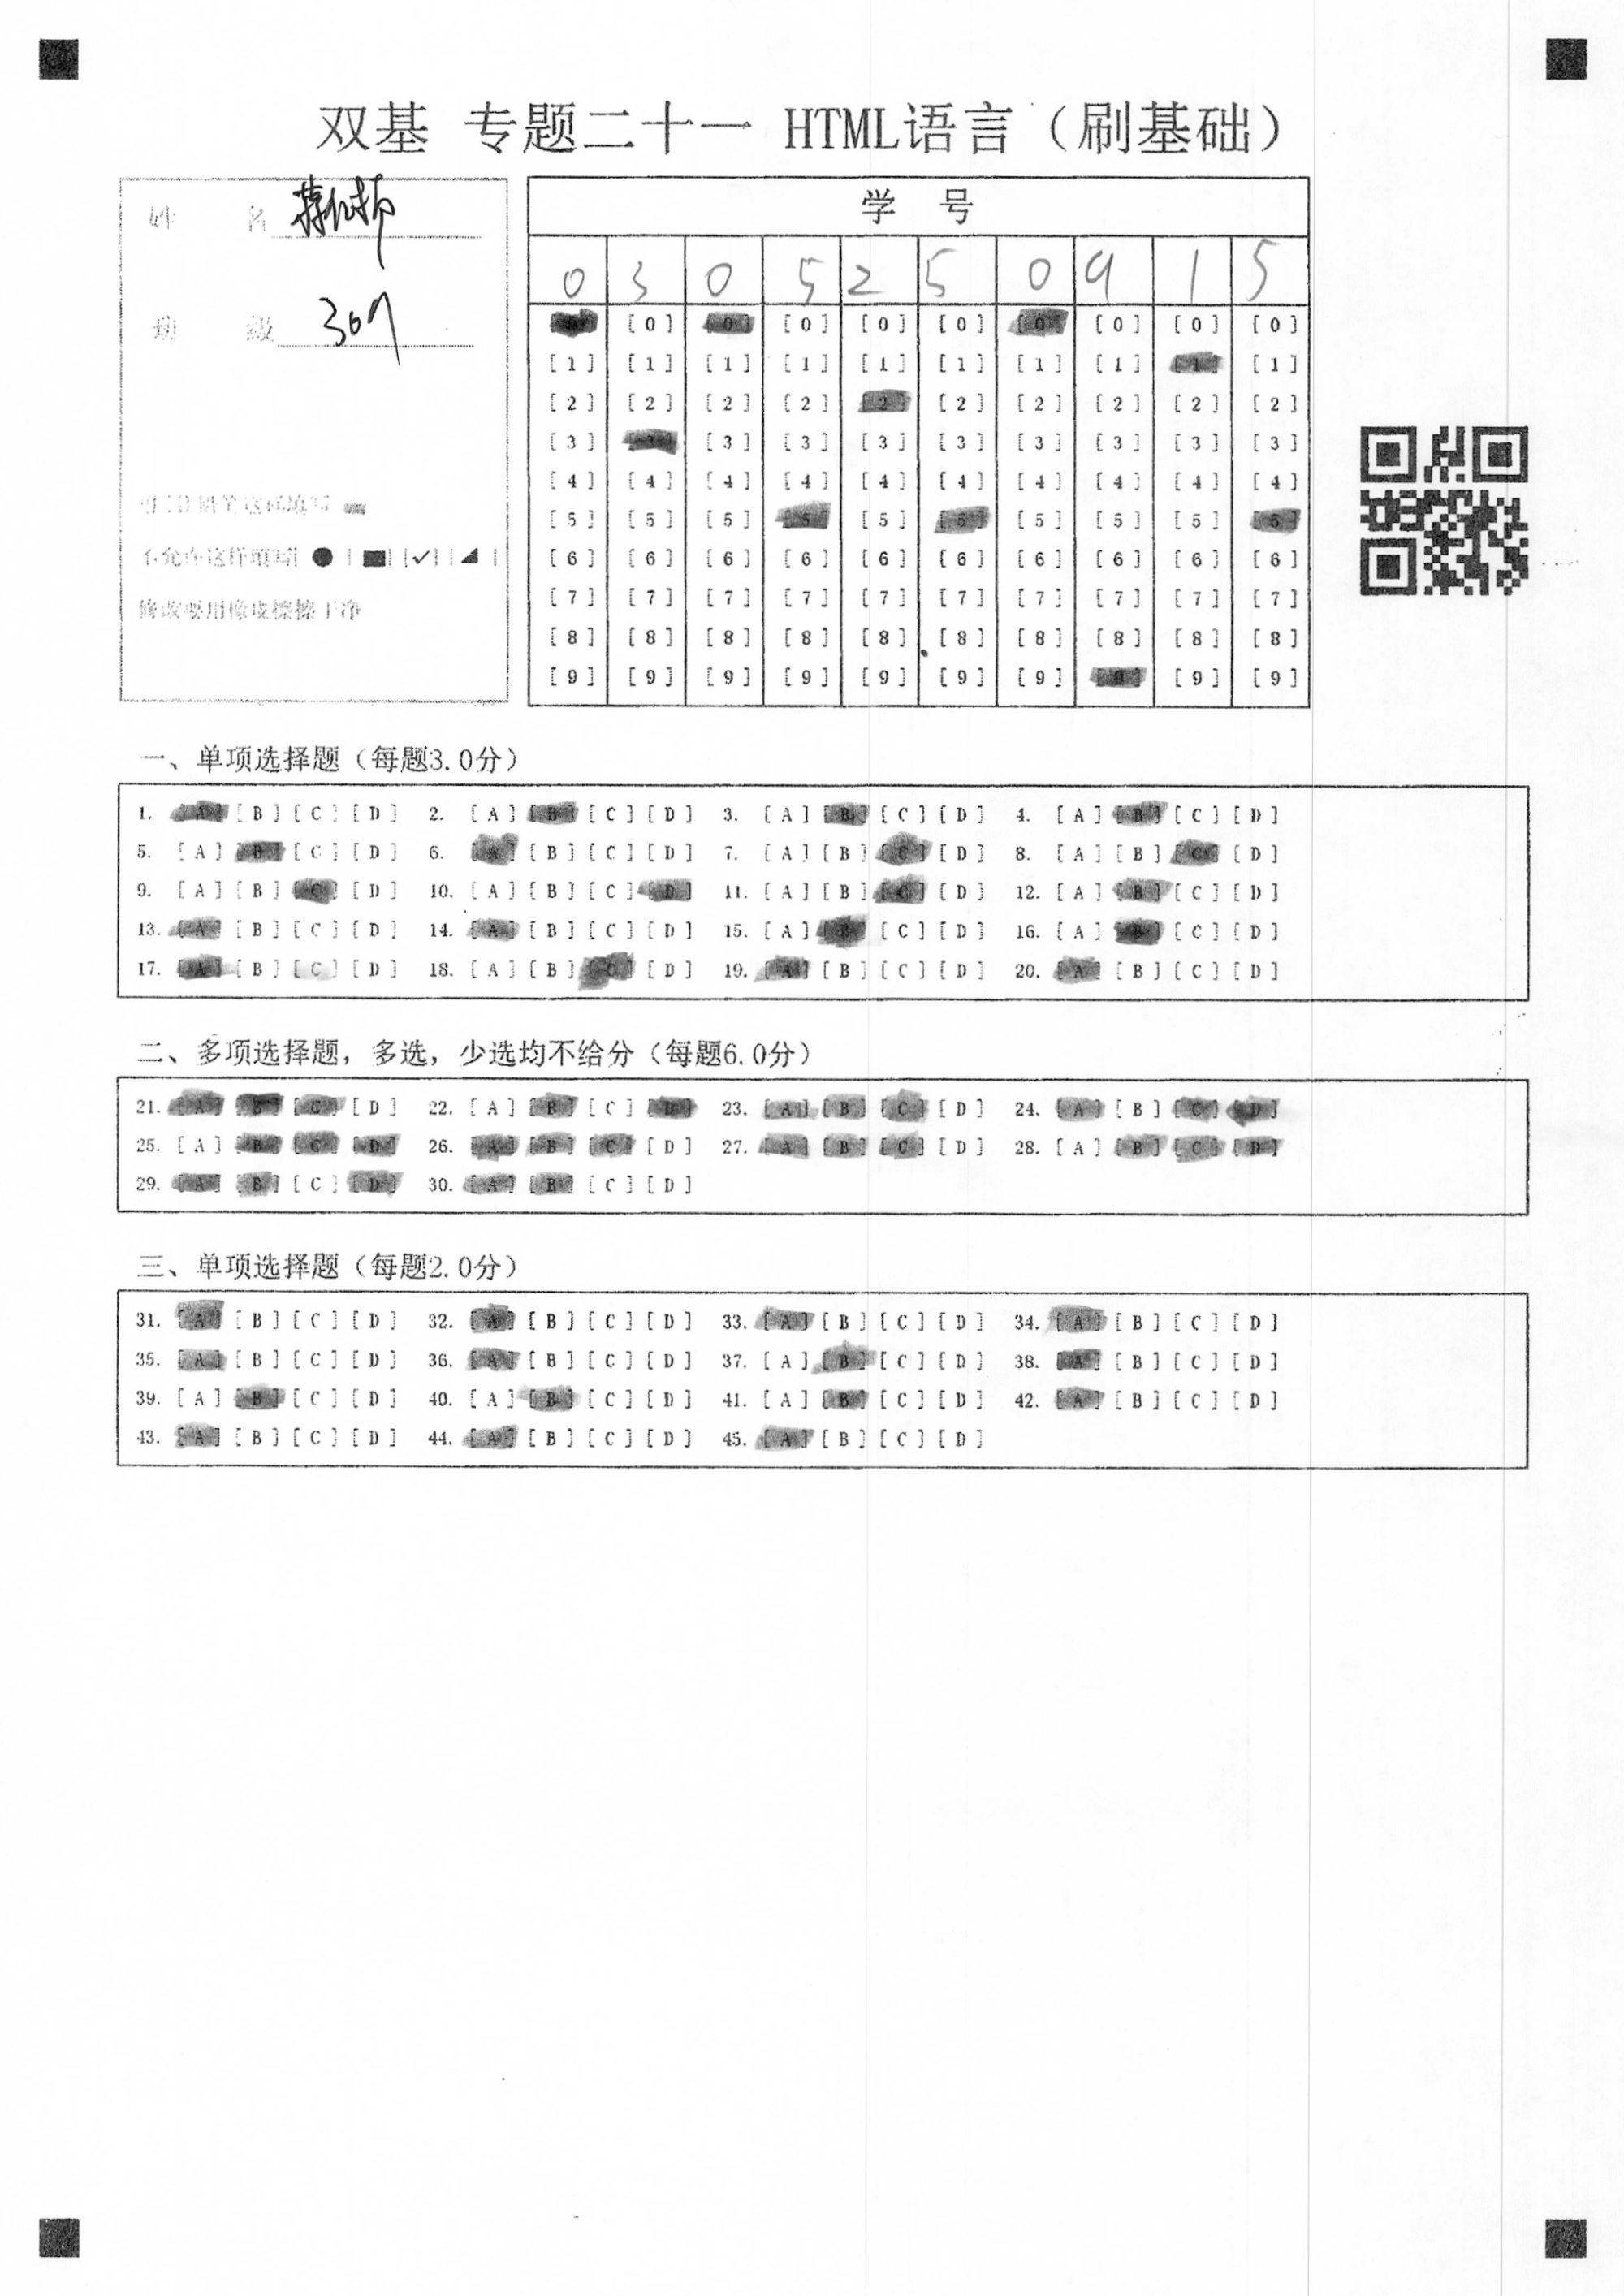 双基 专题二十一 HTML语言（刷基础）
姓 名
班 级 307
不允许这样填写
修改要用橡皮擦擦干净
学 号
0 3 0 5 2 5 0 9 1 5
[0] [0] [0] [0] [0] [0] [0] [0] [0] [0]
[1] [1] [1] [1] [1] [1] [1] [1] [1] [1]
[2] [2] [2] [2] [2] [2] [2] [2] [2] [2]
[3] [3] [3] [3] [3] [3] [3] [3] [3] [3]
[4] [4] [4] [4] [4] [4] [4] [4] [4] [4]
[5] [5] [5] [5] [5] [5] [5] [5] [5] [5]
[6] [6] [6] [6] [6] [6] [6] [6] [6] [6]
[7] [7] [7] [7] [7] [7] [7] [7] [7] [7]
[8] [8] [8] [8] [8] [8] [8] [8] [8] [8]
[9] [9] [9] [9] [9] [9] [9] [9] [9] [9]
一、单项选择题（每题3.0分）
1. [A] [B] [C] [D] 2. [A] [B] [C] [D] 3. [A] [B] [C] [D] 4. [A] [B] [C] [D]
5. [A] [B] [C] [D] 6. [A] [B] [C] [D] 7. [A] [B] [C] [D] 8. [A] [B] [C] [D]
9. [A] [B] [C] [D] 10. [A] [B] [C] [D] 11. [A] [B] [C] [D] 12. [A] [B] [C] [D]
13. [A] [B] [C] [D] 14. [A] [B] [C] [D] 15. [A] [B] [C] [D] 16. [A] [B] [C] [D]
17. [A] [B] [C] [D] 18. [A] [B] [C] [D] 19. [A] [B] [C] [D] 20. [A] [B] [C] [D]
二、多项选择题，多选，少选均不给分（每题6.0分）
21. [A] [B] [C] [D] 22. [A] [B] [C] [D] 23. [A] [B] [C] [D] 24. [A] [B] [C] [D]
25. [A] [B] [C] [D] 26. [A] [B] [C] [D] 27. [A] [B] [C] [D] 28. [A] [B] [C] [D]
29. [A] [B] [C] [D] 30. [A] [B] [C] [D]
三、单项选择题（每题2.0分）
31. [A] [B] [C] [D] 32. [A] [B] [C] [D] 33. [A] [B] [C] [D] 34. [A] [B] [C] [D]
35. [A] [B] [C] [D] 36. [A] [B] [C] [D] 37. [A] [B] [C] [D] 38. [A] [B] [C] [D]
39. [A] [B] [C] [D] 40. [A] [B] [C] [D] 41. [A] [B] [C] [D] 42. [A] [B] [C] [D]
43. [A] [B] [C] [D] 44. [A] [B] [C] [D] 45. [A] [B] [C] [D]